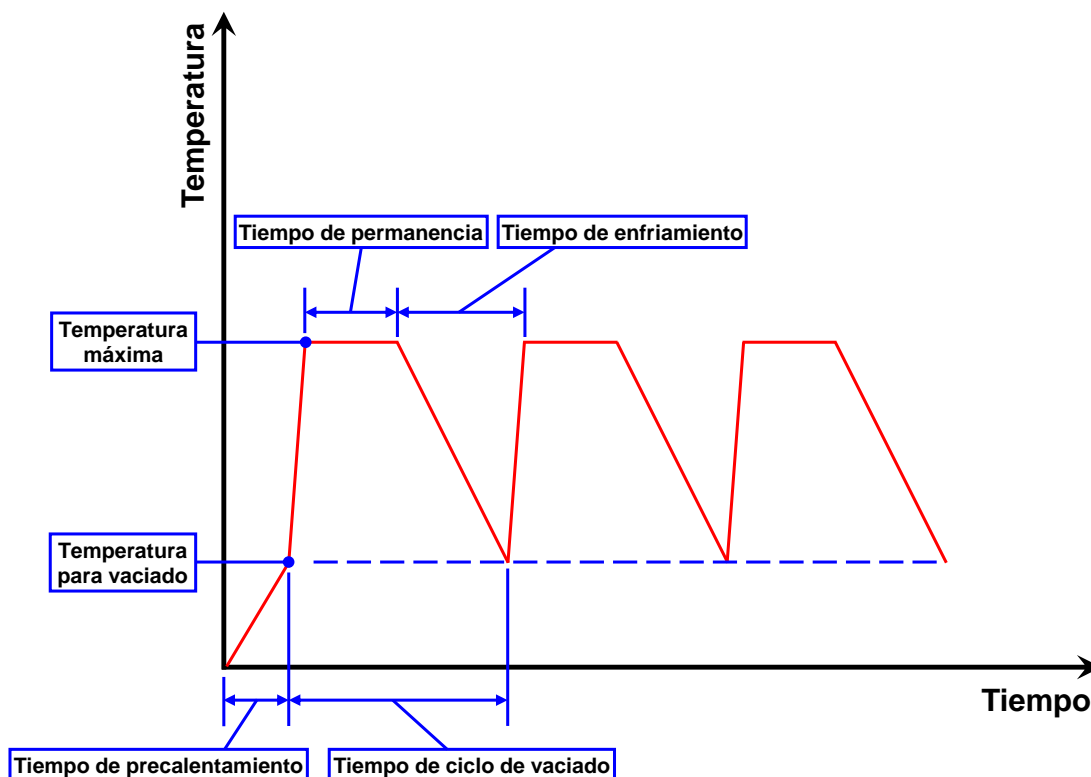 Temperatura
Tiempo de permanencia
Tiempo de enfriamiento
Temperatura
máxima
Temperatura
para vaciado
Tiempo
Tiempo de precalentamiento
Tiempo de ciclo de vaciado